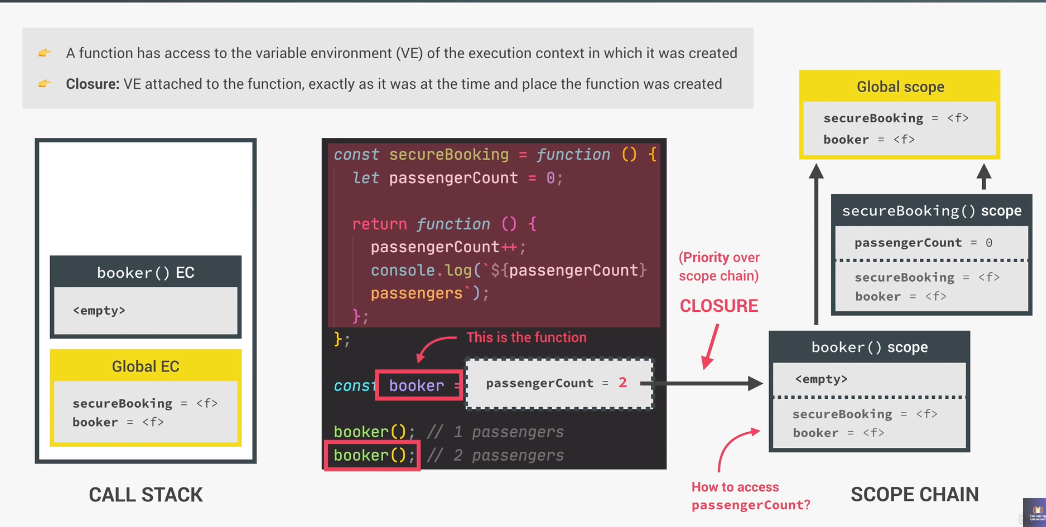 👉 A function has access to the variable environment (VE) of the execution context in which it was created
👉 Closure: VE attached to the function, exactly as it was at the time and place the function was created
booker() EC
<empty>
Global EC
secureBooking = <f>
booker = <f>
CALL STACK
const secureBooking = function () {
let passengerCount = 0;
return function () {
passengerCount++;
console.log(`${passengerCount}
passengers`);
};
};
This is the function
const booker =
passengerCount = 2
booker(); // 1 passengers
booker(); // 2 passengers
(Priority over
scope chain)
CLOSURE
Global scope
secureBooking = <f>
booker = <f>
secureBooking() scope
passengerCount = 0
secureBooking = <f>
booker = <f>
booker() scope
<empty>
secureBooking = <f>
booker = <f>
How to access
passengerCount?
SCOPE CHAIN